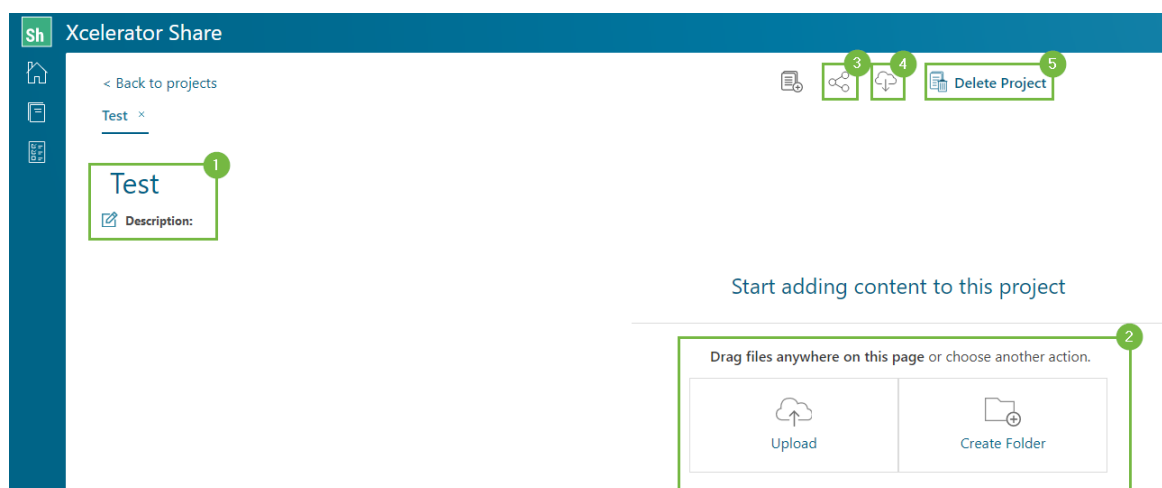 Sh Xcelerator Share
< Back to projects
3
4
5
Delete Project
Test ×
1
Test
Description:
Start adding content to this project
2
Drag files anywhere on this page or choose another action.
Upload
Create Folder